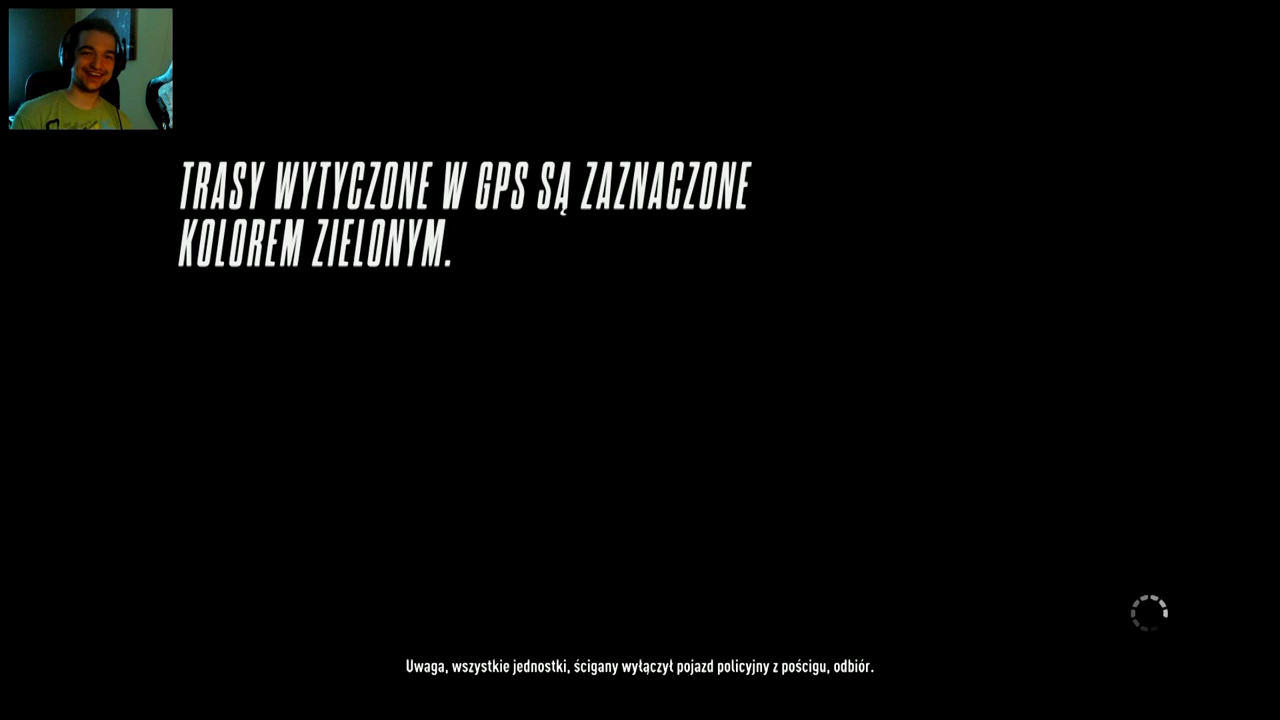 TRASY WYTYCZONE W GPS SĄ ZAZNACZONE
KOLOREM ZIELONYM.
Uwaga, wszystkie jednostki, ścigany wyłączył pojazd policyjny z pościgu, odbiór.